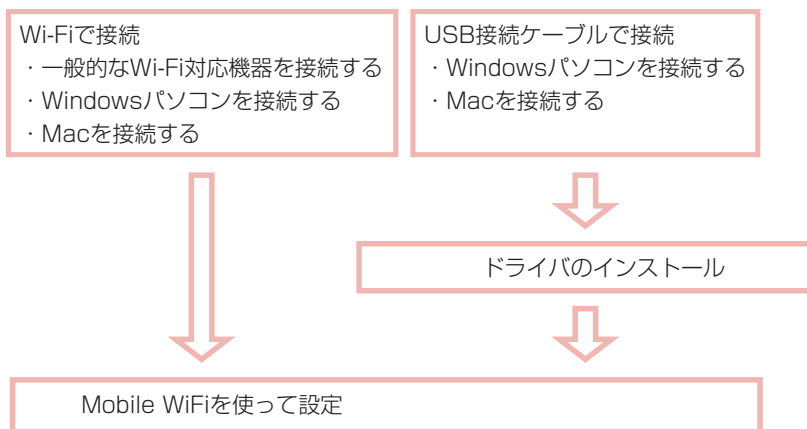 Wi-Fiで接続
・一般的なWi-Fi対応機器を接続する
・Windowsパソコンを接続する
・Macを接続する
USB接続ケーブルで接続
・Windowsパソコンを接続する
・Macを接続する
ドライバのインストール
Mobile WiFiを使って設定